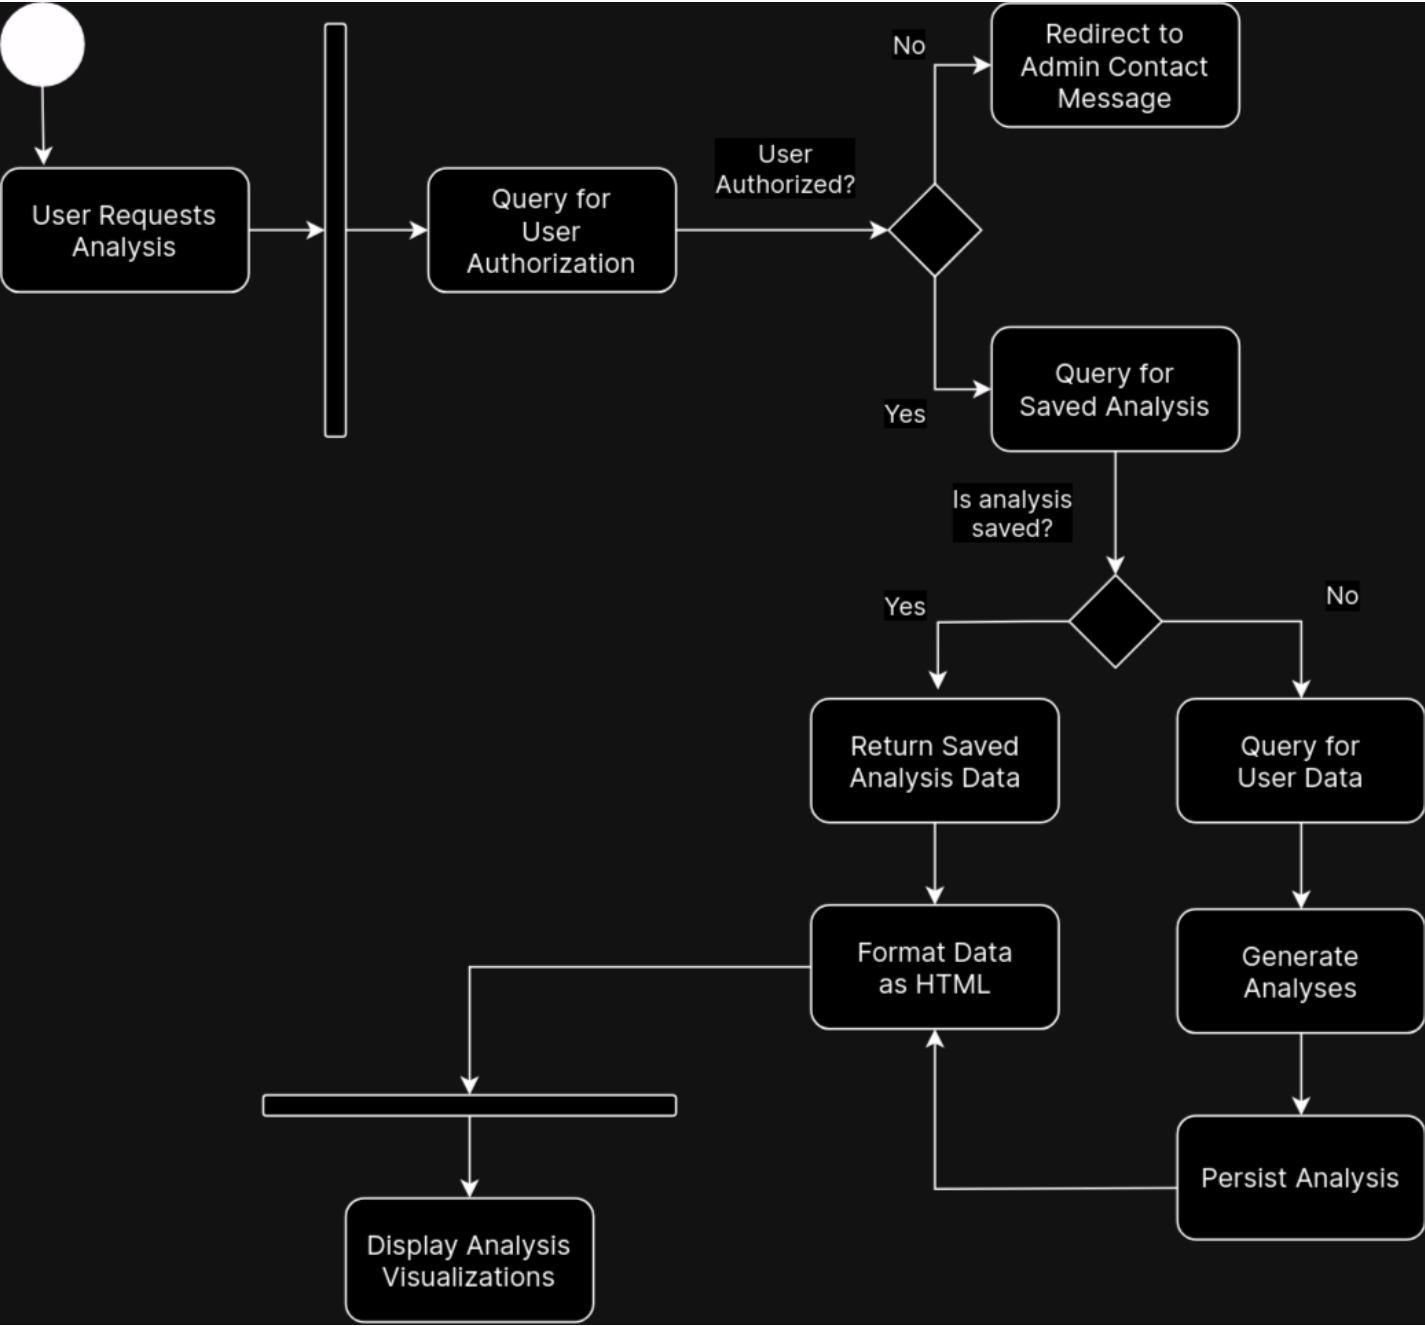 No
Redirect to
Admin Contact
Message
User
Authorized?
User Requests
Analysis
Query for
User
Authorization
Yes
Query for
Saved Analysis
Is analysis
saved?
Yes
No
Return Saved
Analysis Data
Query for
User Data
Format Data
as HTML
Generate
Analyses
Persist Analysis
Display Analysis
Visualizations